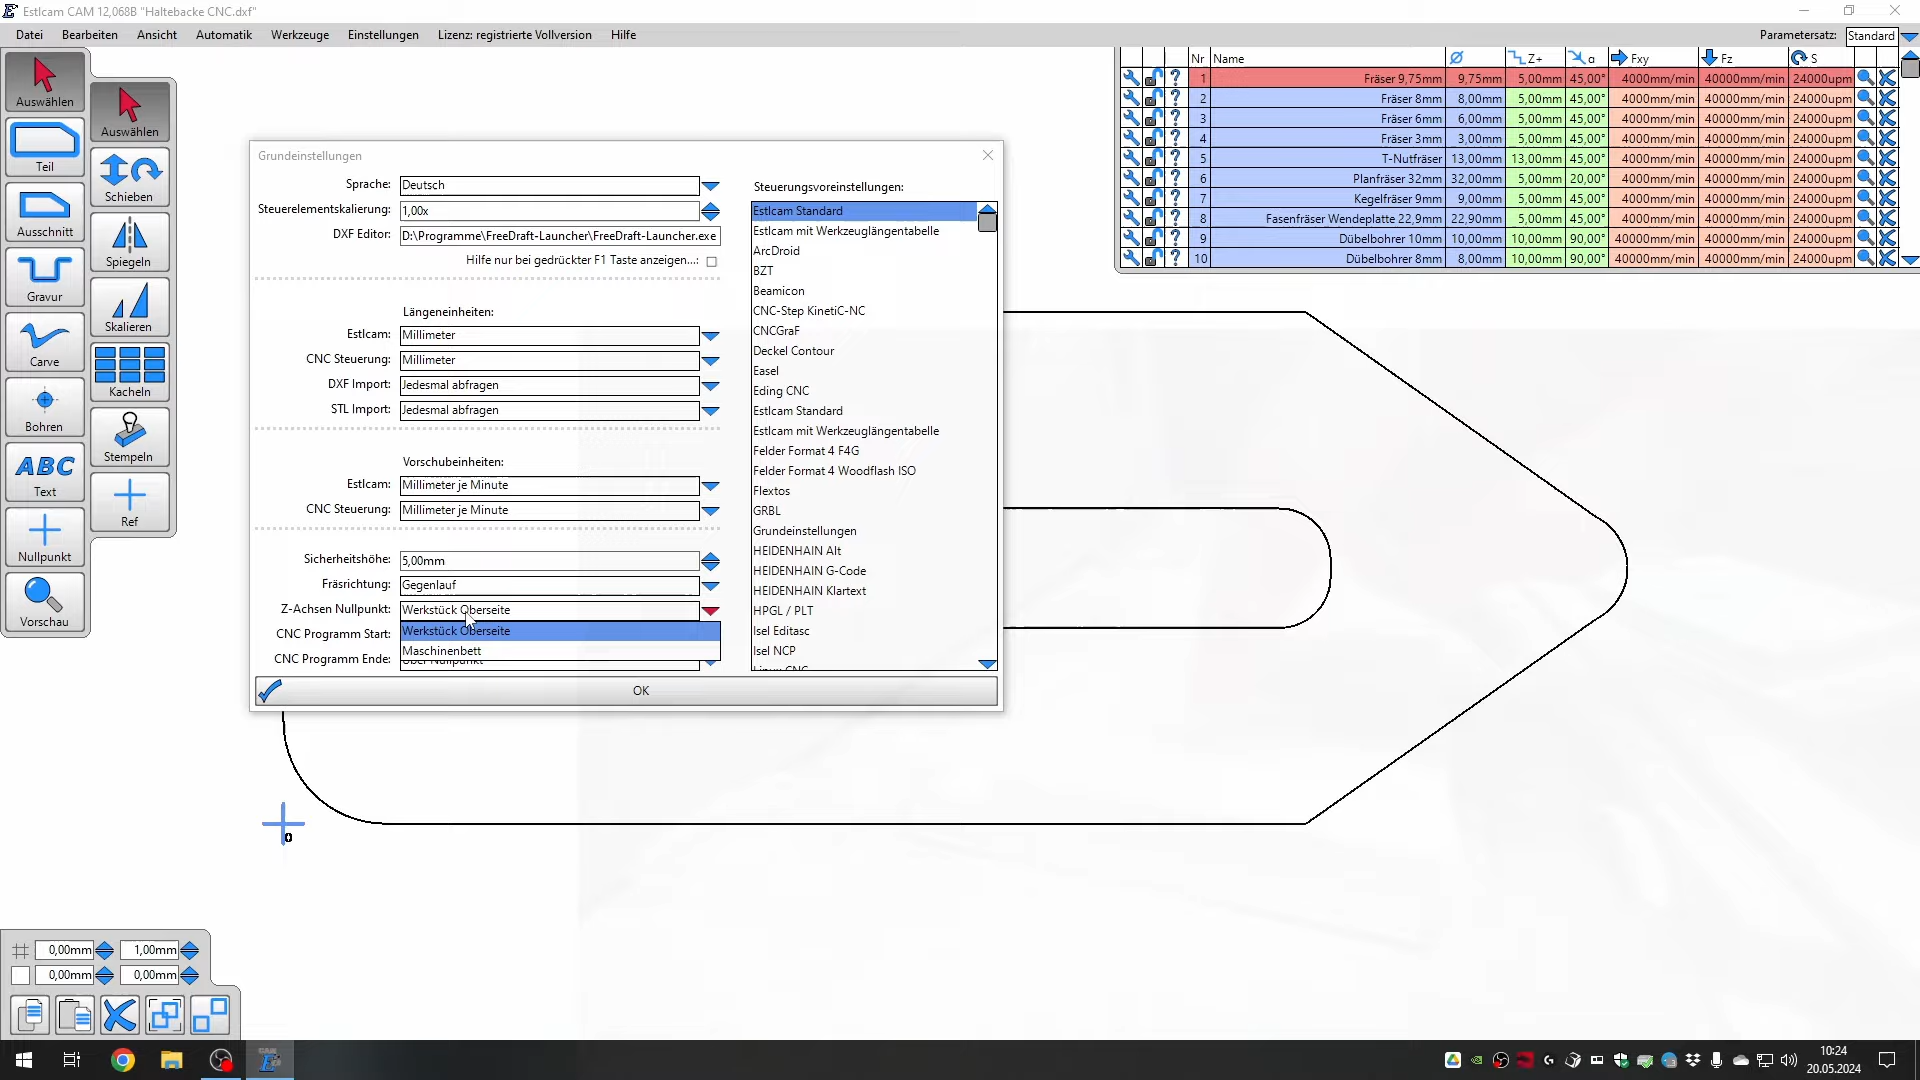 Estlcam CAM 12,068B "Haltebacke CNC.dxf"
Datei Bearbeiten Ansicht Automatik Werkzeuge Einstellungen Lizenz: registrierte Vollversion Hilfe
Parametersatz: Standard
Auswählen
Teil
Ausschnitt
Gravur
Carve
Bohren
ABC
Text
Nullpunkt
Vorschau
Auswählen
Schieben
Spiegeln
Skalieren
Kacheln
Stempeln
Ref
Nr Name Z+ α Fxy Fz S
1 Fräser 9,75mm 9,75mm 5,00mm 45,00° 4000mm/min 40000mm/min 24000upm
2 Fräser 8mm 8,00mm 5,00mm 45,00° 4000mm/min 40000mm/min 24000upm
3 Fräser 6mm 6,00mm 5,00mm 45,00° 4000mm/min 40000mm/min 24000upm
4 Fräser 3mm 3,00mm 5,00mm 45,00° 4000mm/min 40000mm/min 24000upm
5 T-Nutfräser 13,00mm 13,00mm 45,00° 4000mm/min 40000mm/min 24000upm
6 Planfräser 32mm 32,00mm 5,00mm 20,00° 4000mm/min 40000mm/min 24000upm
7 Kegelfräser 9mm 9,00mm 5,00mm 45,00° 4000mm/min 40000mm/min 24000upm
8 Fasenfräser Wendeplatte 22,9mm 22,90mm 5,00mm 45,00° 4000mm/min 40000mm/min 24000upm
9 Dübelbohrer 10mm 10,00mm 10,00mm 90,00° 40000mm/min 40000mm/min 24000upm
10 Dübelbohrer 8mm 8,00mm 10,00mm 90,00° 40000mm/min 40000mm/min 24000upm
Grundeinstellungen
Sprache: Deutsch
Steuerelementskalierung: 1,00x
DXF Editor: D:\Programme\FreeDraft-Launcher\FreeDraft-Launcher.exe
Hilfe nur bei gedrückter F1 Taste anzeigen...:
Längeneinheiten:
Estlcam: Millimeter
CNC Steuerung: Millimeter
DXF Import: Jedesmal abfragen
STL Import: Jedesmal abfragen
Vorschubeinheiten:
Estlcam: Millimeter je Minute
CNC Steuerung: Millimeter je Minute
Sicherheitshöhe: 5,00mm
Fräsrichtung: Gegenlauf
Z-Achsen Nullpunkt: Werkstück Oberseite
CNC Programm Start: Werkstück Oberseite
Maschinenbett
CNC Programm Ende: Über Nullpunkt
Steuerungsvoreinstellungen:
Estlcam Standard
Estlcam mit Werkzeuglängentabelle
ArcDroid
BZT
Beamicon
CNC-Step KinetiC-NC
CNCGraF
Deckel Contour
Easel
Eding CNC
Estlcam Standard
Estlcam mit Werkzeuglängentabelle
Felder Format 4 F4G
Felder Format 4 Woodflash ISO
Flextos
GRBL
Grundeinstellungen
HEIDENHAIN Alt
HEIDENHAIN G-Code
HEIDENHAIN Klartext
HPGL / PLT
Isel Editasc
Isel NCP
Linux CNC
OK
0
0,00mm 1,00mm
0,00mm 0,00mm
CAM
10:24
20.05.2024